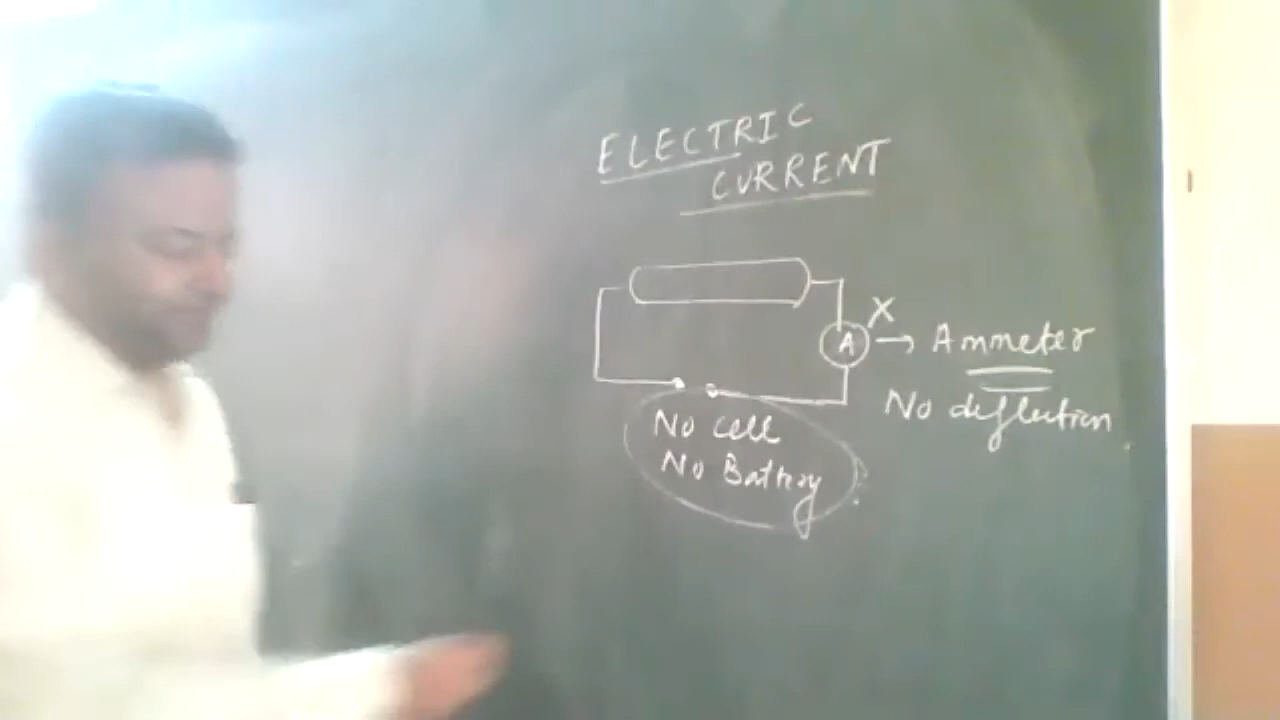 ELECTRIC
CURRENT
X
A → Ammeter
No deflection
No cell
No Battery